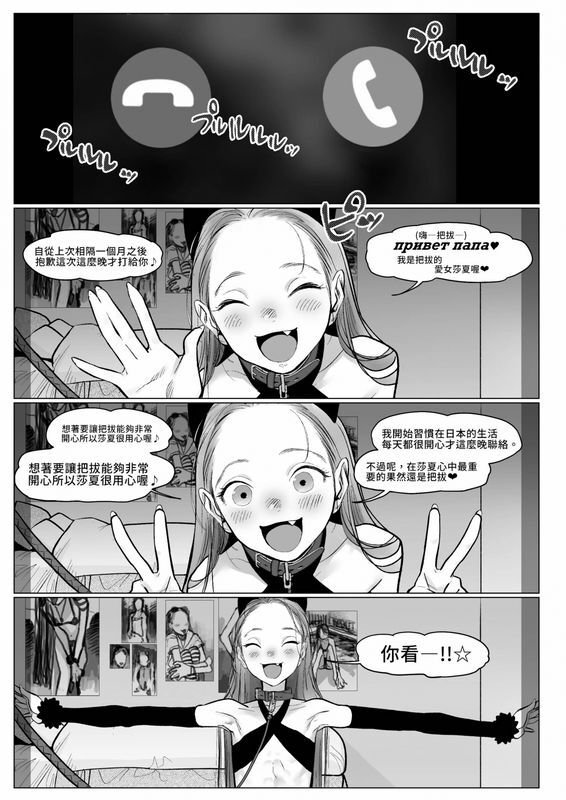 プルルルルッ
プルルルルッ
プルルルルッ
ピッ
(嗨─把拔─)
привет папа♥
我是把拔的
愛女莎夏喔❤
自從上次相隔一個月之後
抱歉這次這麼晚才打給你♪
我開始習慣在日本的生活
每天都很開心才這麼晚聯絡。
不過呢，在莎夏心中最重
要的果然還是把拔❤
想著要讓把拔能夠非常
開心所以莎夏很用心喔♪
想著要讓把拔能夠非常
開心所以莎夏很用心喔♪
你看─!!☆